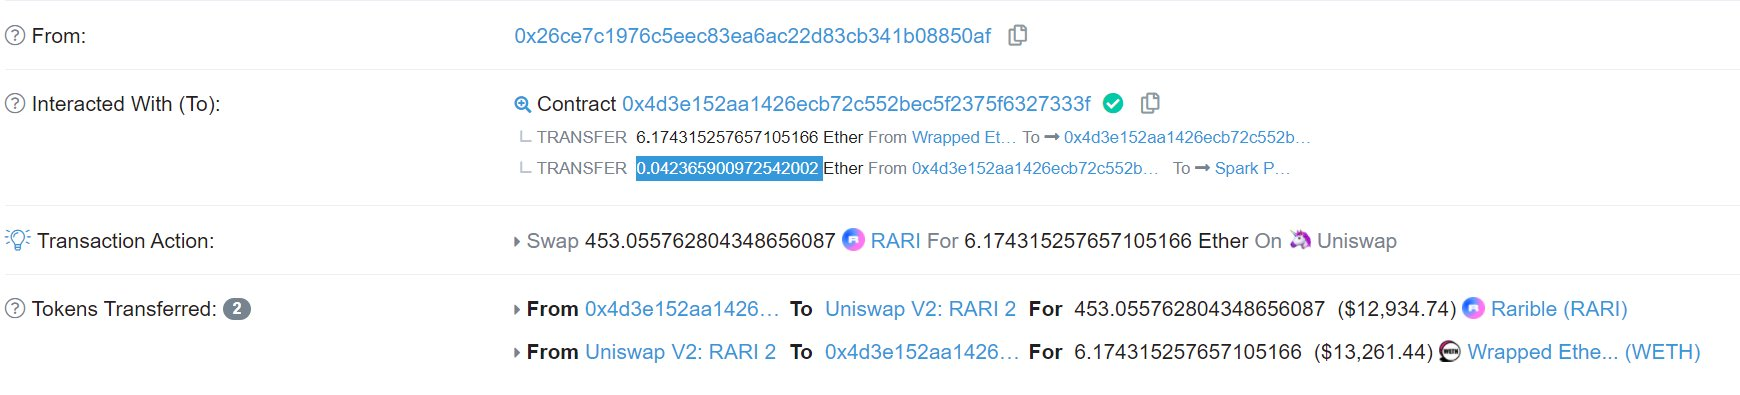 From: 0x26ce7c1976c5eec83ea6ac22d83cb341b08850af
Interacted With (To): Contract 0x4d3e152aa1426ecb72c552bec5f2375f6327333f
TRANSFER 6.174315257657105166 Ether From Wrapped Et... To → 0x4d3e152aa1426ecb72c552b...
TRANSFER 0.042365900972542002 Ether From 0x4d3e152aa1426ecb72c552b... To → Spark P...
Transaction Action: Swap 453.055762804348656087 RARI For 6.174315257657105166 Ether On Uniswap
Tokens Transferred: 2 From 0x4d3e152aa1426... To Uniswap V2: RARI 2 For 453.055762804348656087 ($12,934.74) Rarible (RARI)
From Uniswap V2: RARI 2 To 0x4d3e152aa1426... For 6.174315257657105166 ($13,261.44) Wrapped Ethe... (WETH)